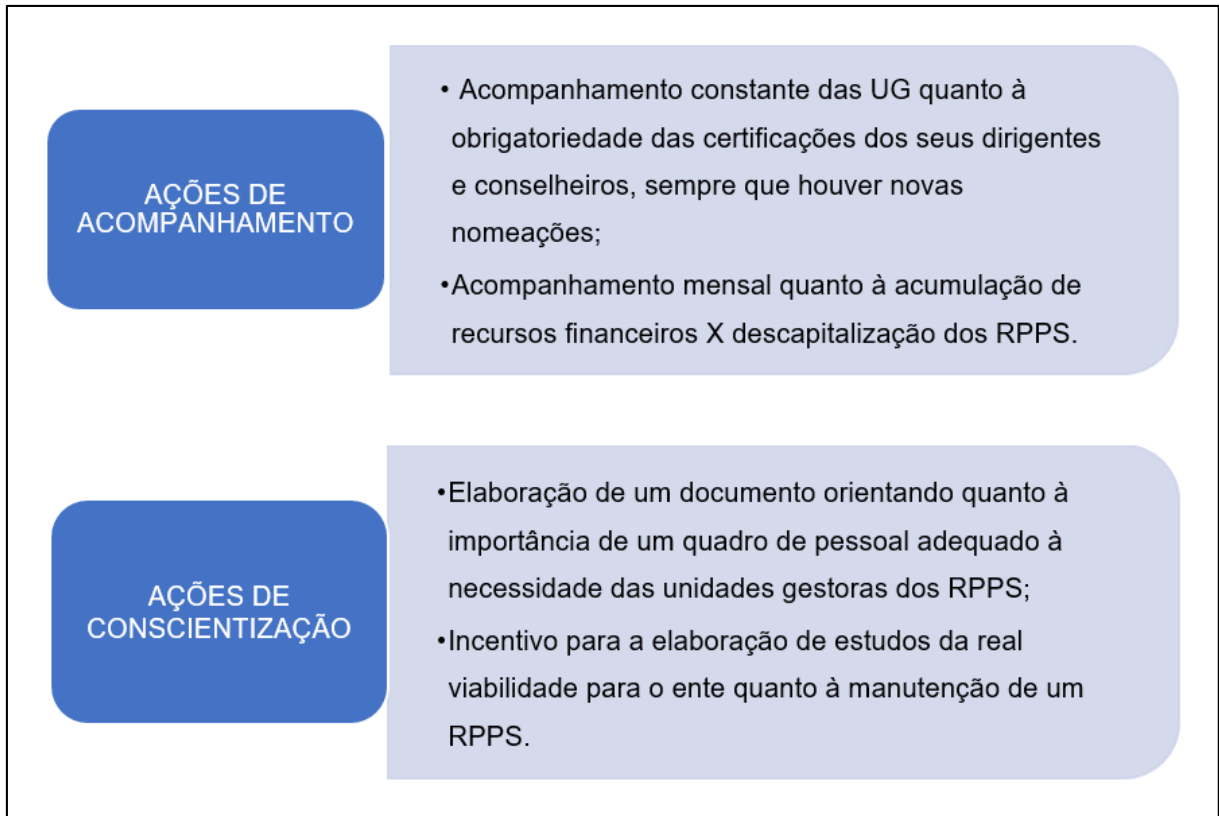 AÇÕES DE
ACOMPANHAMENTO
• Acompanhamento constante das UG quanto à
obrigatoriedade das certificações dos seus dirigentes
e conselheiros, sempre que houver novas
nomeações;
•Acompanhamento mensal quanto à acumulação de
recursos financeiros X descapitalização dos RPPS.
AÇÕES DE
CONSCIENTIZAÇÃO
•Elaboração de um documento orientando quanto à
importância de um quadro de pessoal adequado à
necessidade das unidades gestoras dos RPPS;
•Incentivo para a elaboração de estudos da real
viabilidade para o ente quanto à manutenção de um
RPPS.